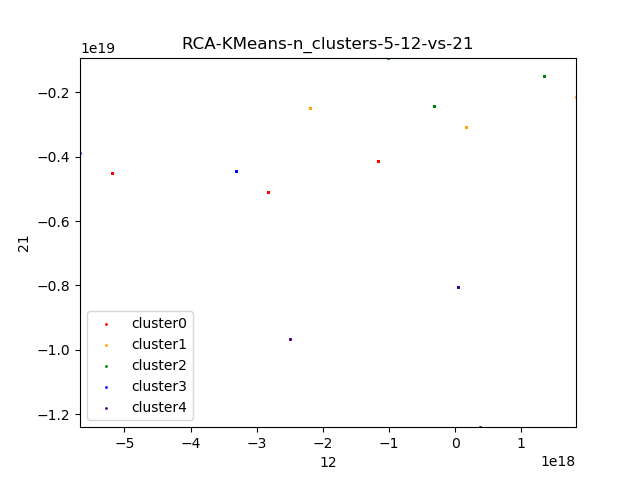 RCA-KMeans-n_clusters-5-12-vs-21
1e19
−0.2
−0.4
−0.6
−0.8
−1.0
−1.2
21
cluster0
cluster1
cluster2
cluster3
cluster4
−5 −4 −3 −2 −1 0 1
12
1e18